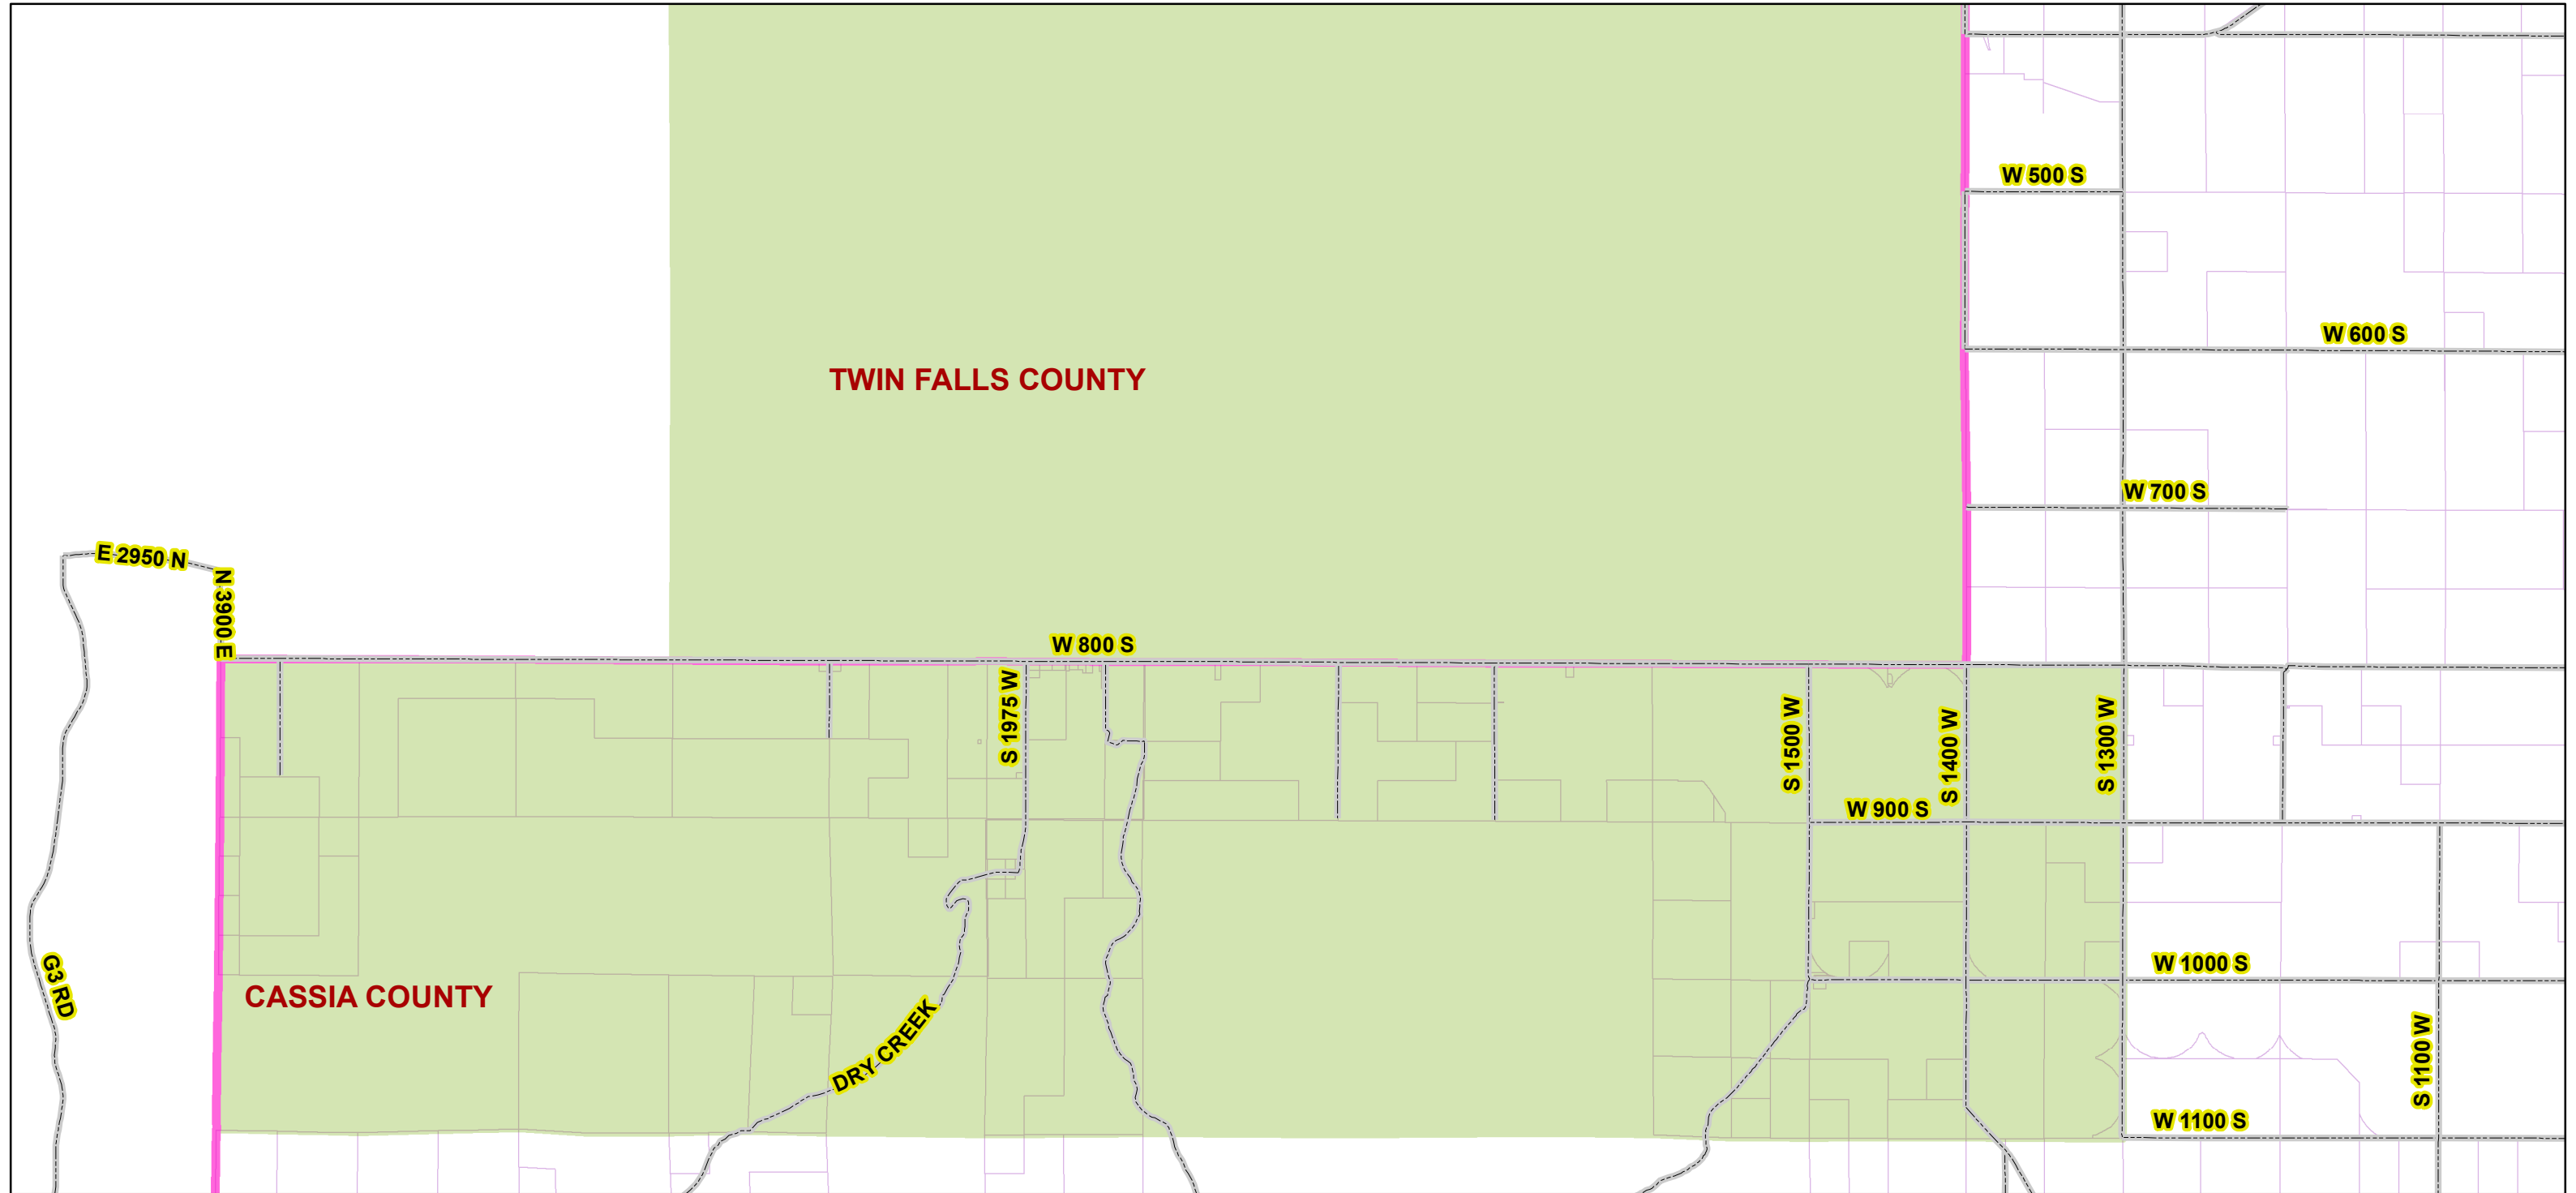 W 500 S
W 600 S
TWIN FALLS COUNTY
W 700 S
E 2950 N
N 3900 E
W 800 S
S 1975 W
S 1500 W
S 1400 W
S 1300 W
W 900 S
W 1000 S
G3 RD
CASSIA COUNTY
DRY CREEK
S 1100 W
W 1100 S